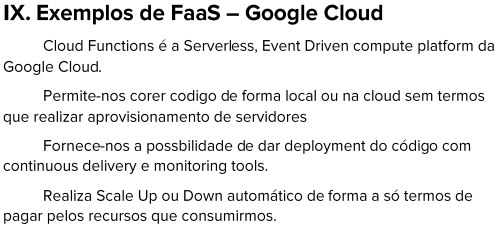 IX. Exemplos de FaaS – Google Cloud
Cloud Functions é a Serverless, Event Driven compute platform da
Google Cloud.
Permite-nos corer codigo de forma local ou na cloud sem termos
que realizar aprovisionamento de servidores
Fornece-nos a possbilidade de dar deployment do código com
continuous delivery e monitoring tools.
Realiza Scale Up ou Down automático de forma a só termos de
pagar pelos recursos que consumirmos.